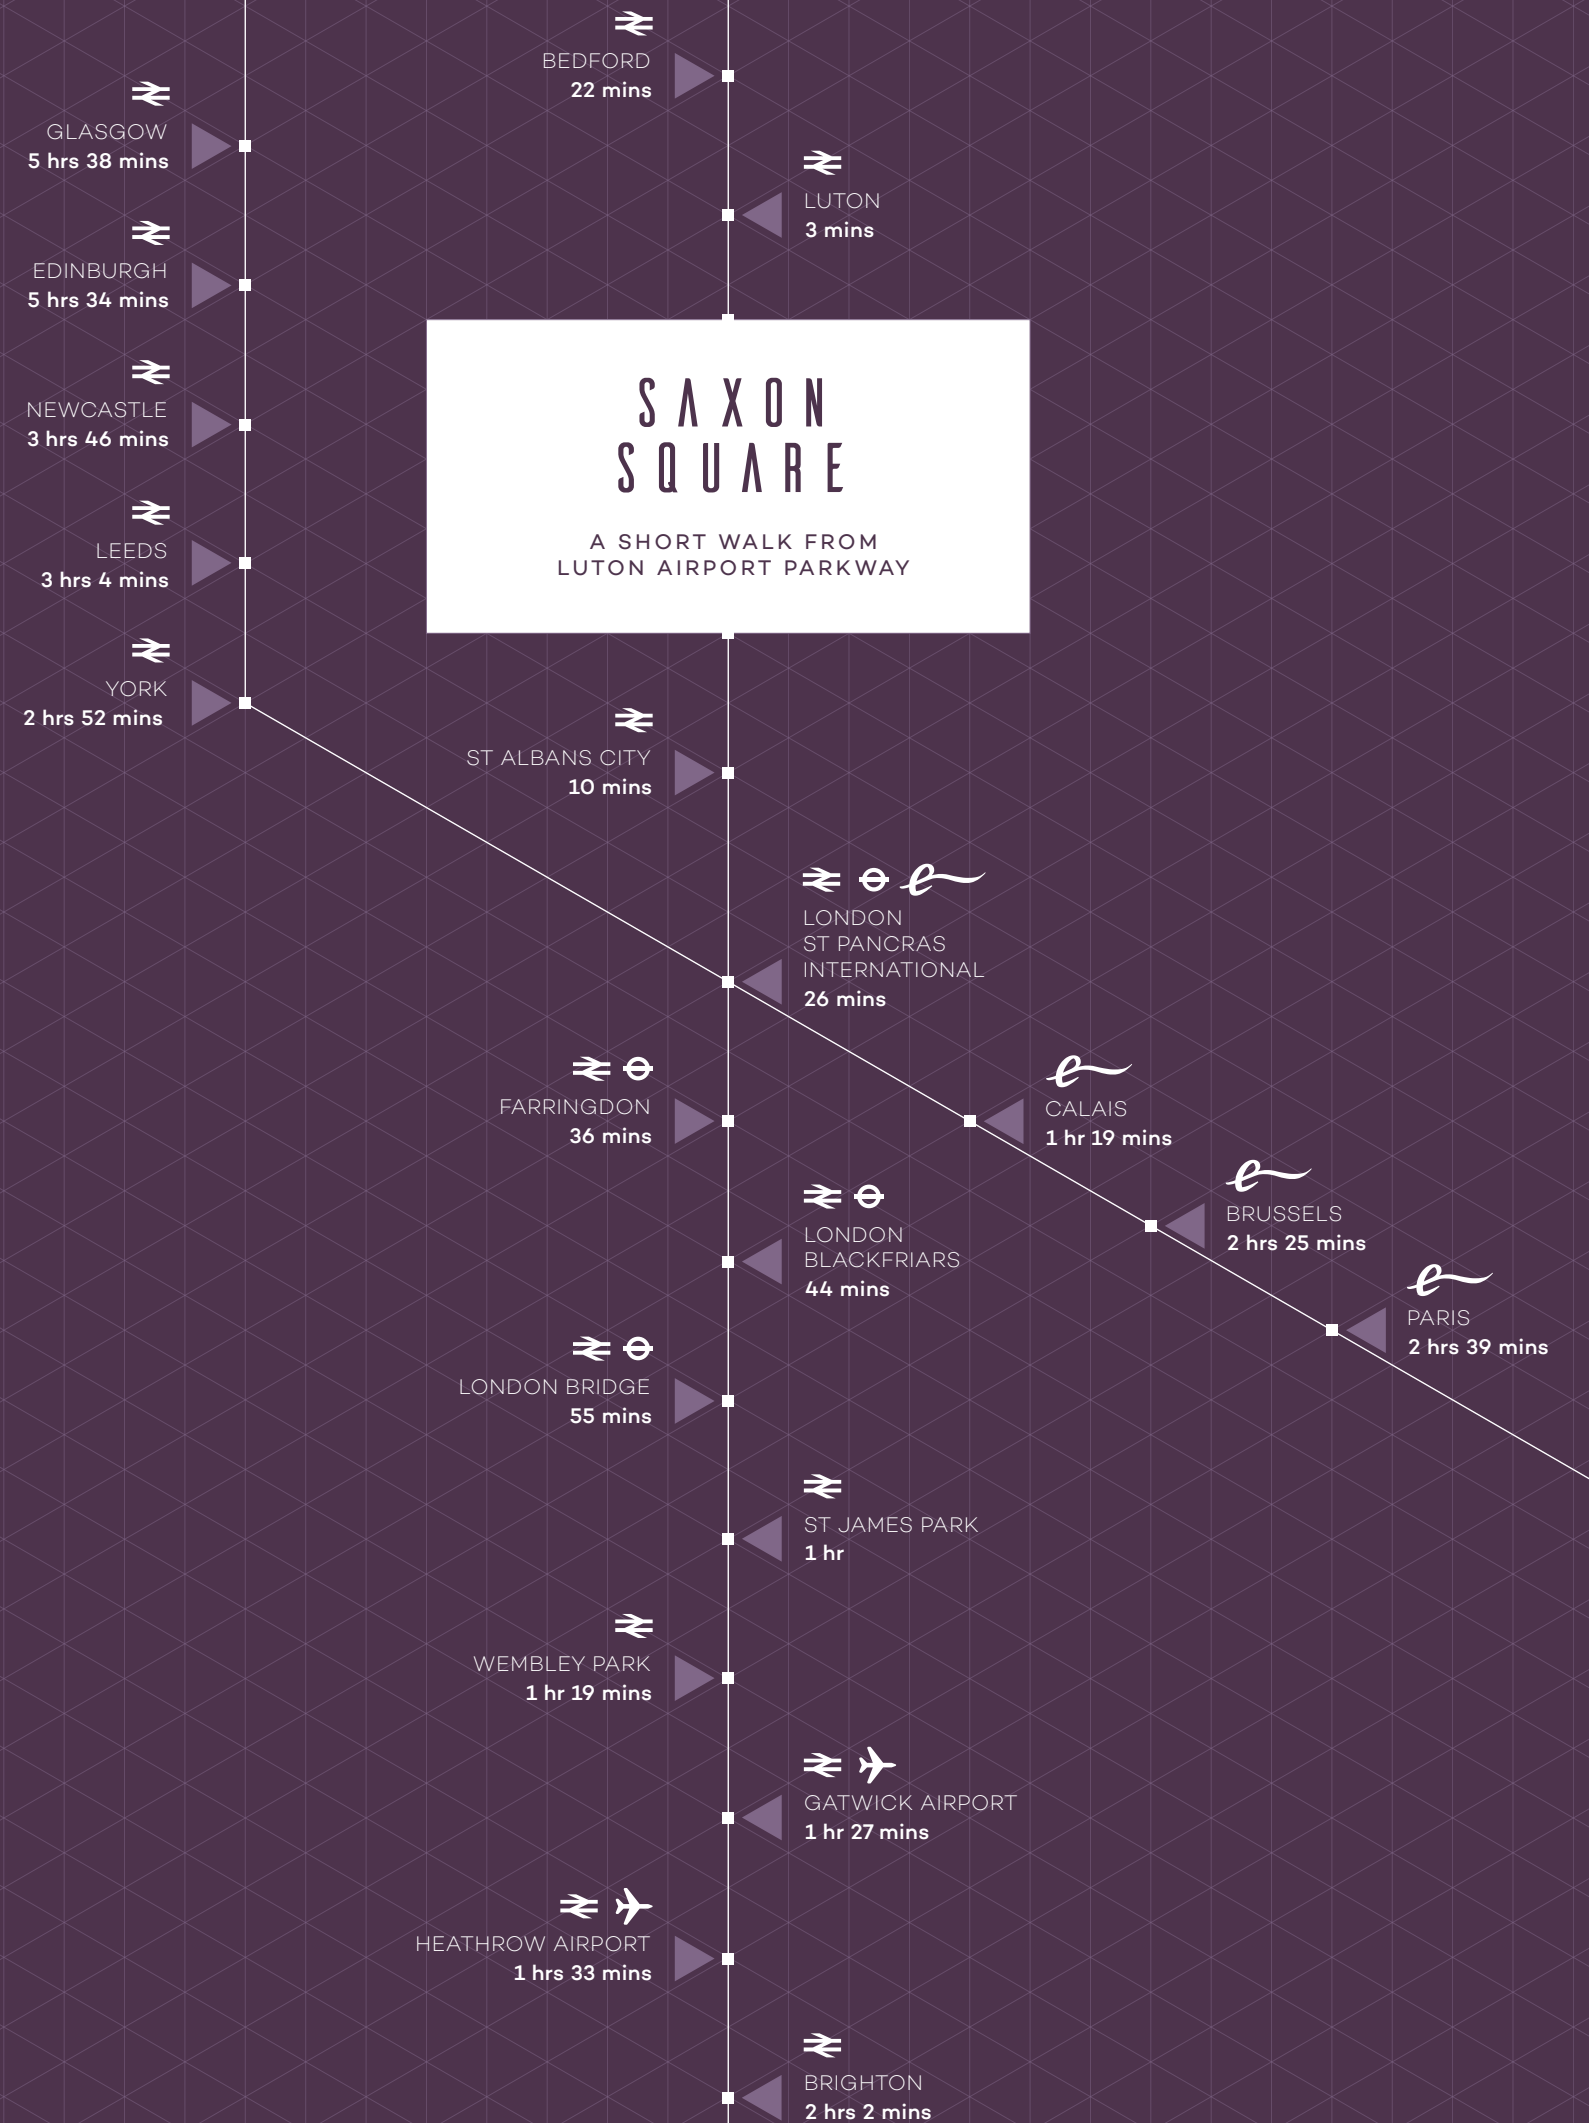 BEDFORD
22 mins
GLASGOW
5 hrs 38 mins
LUTON
3 mins
EDINBURGH
5 hrs 34 mins
NEWCASTLE
3 hrs 46 mins
LEEDS
3 hrs 4 mins
YORK
2 hrs 52 mins
SAXON
SQUARE
A SHORT WALK FROM
LUTON AIRPORT PARKWAY
ST ALBANS CITY
10 mins
LONDON
ST PANCRAS
INTERNATIONAL
26 mins
FARRINGDON
36 mins
CALAIS
1 hr 19 mins
BRUSSELS
2 hrs 25 mins
PARIS
2 hrs 39 mins
LONDON
BLACKFRIARS
44 mins
LONDON BRIDGE
55 mins
ST JAMES PARK
1 hr
WEMBLEY PARK
1 hr 19 mins
GATWICK AIRPORT
1 hr 27 mins
HEATHROW AIRPORT
1 hrs 33 mins
BRIGHTON
2 hrs 2 mins